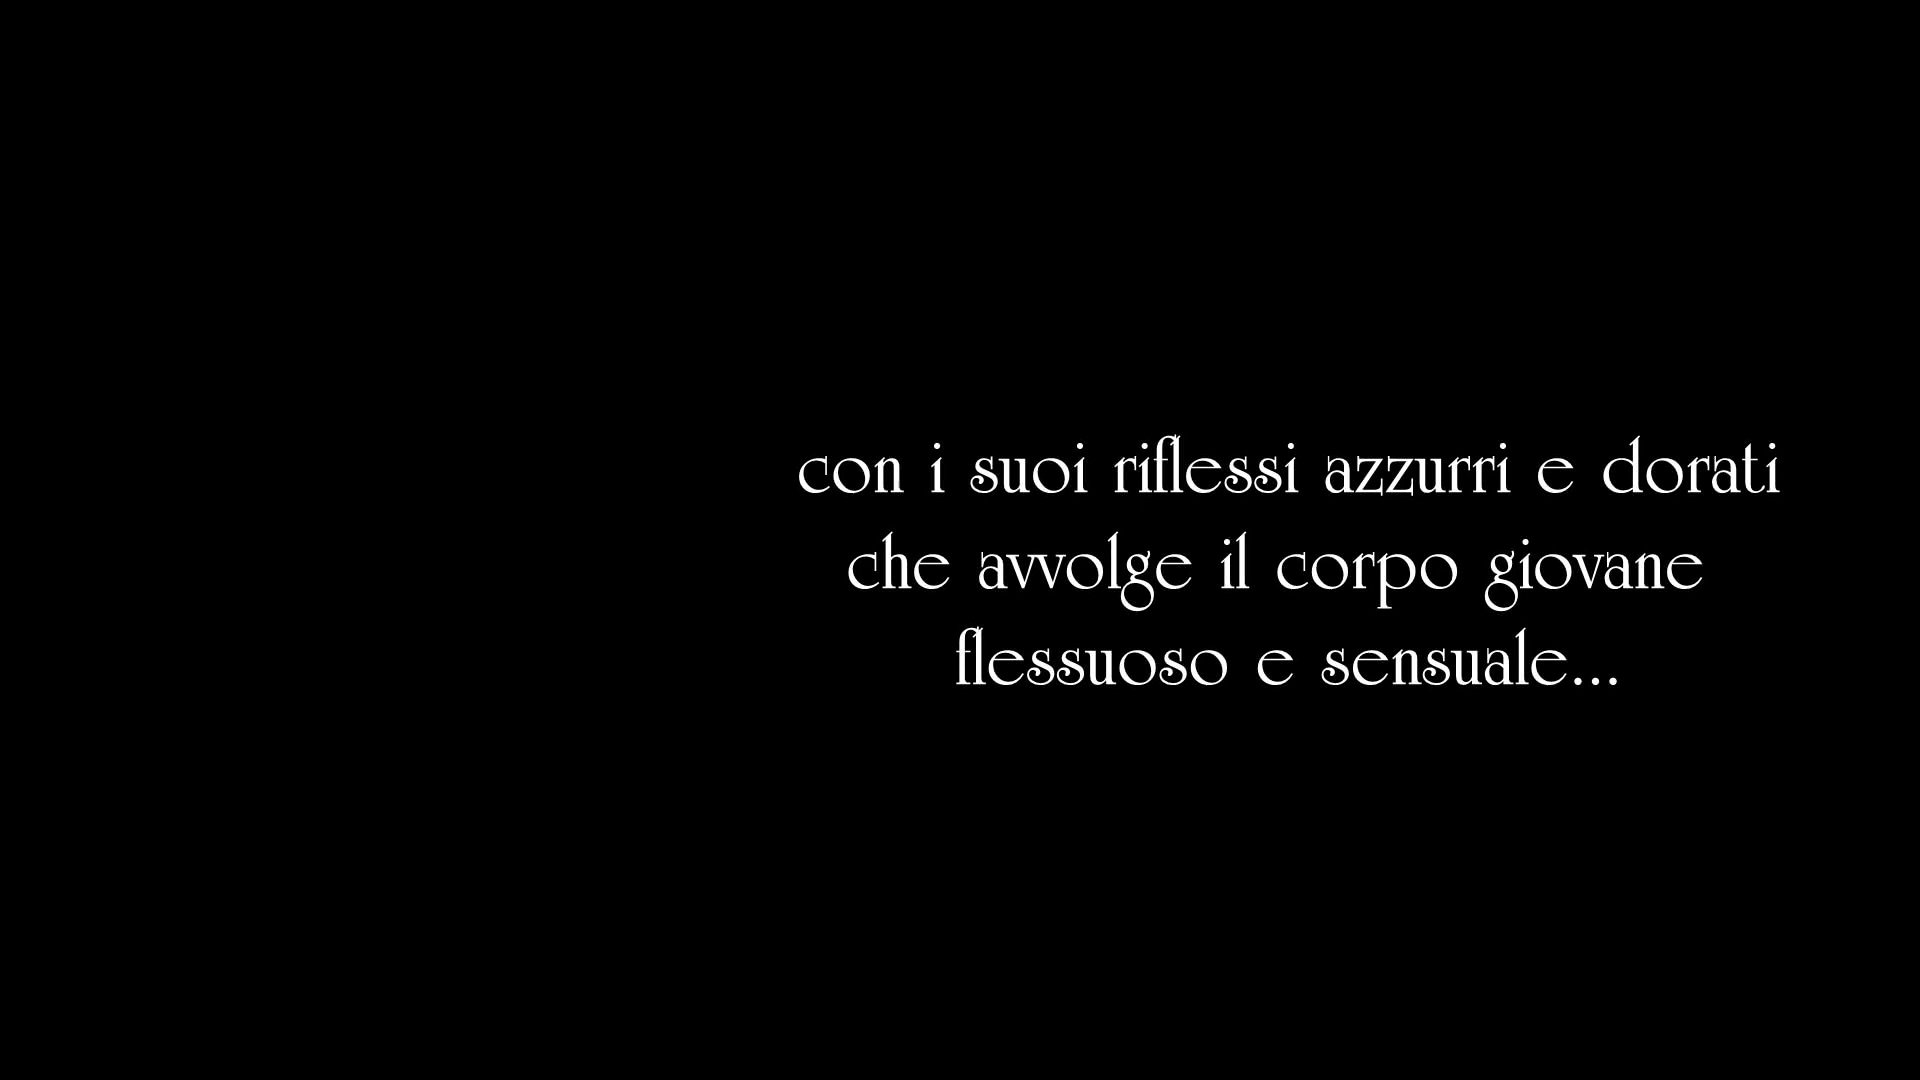 con i suoi riflessi azzurri e dorati
che avvolge il corpo giovane
flessuoso e sensuale...